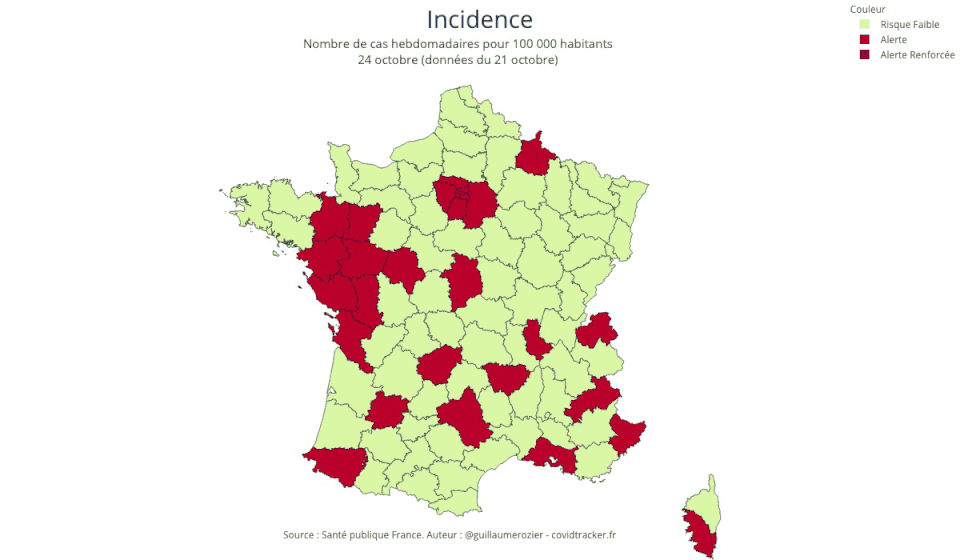 Incidence
Nombre de cas hebdomadaires pour 100 000 habitants
24 octobre (données du 21 octobre)
Couleur
Risque Faible
Alerte
Alerte Renforcée
Source : Santé publique France. Auteur : @guillaumerozier - covidtracker.fr